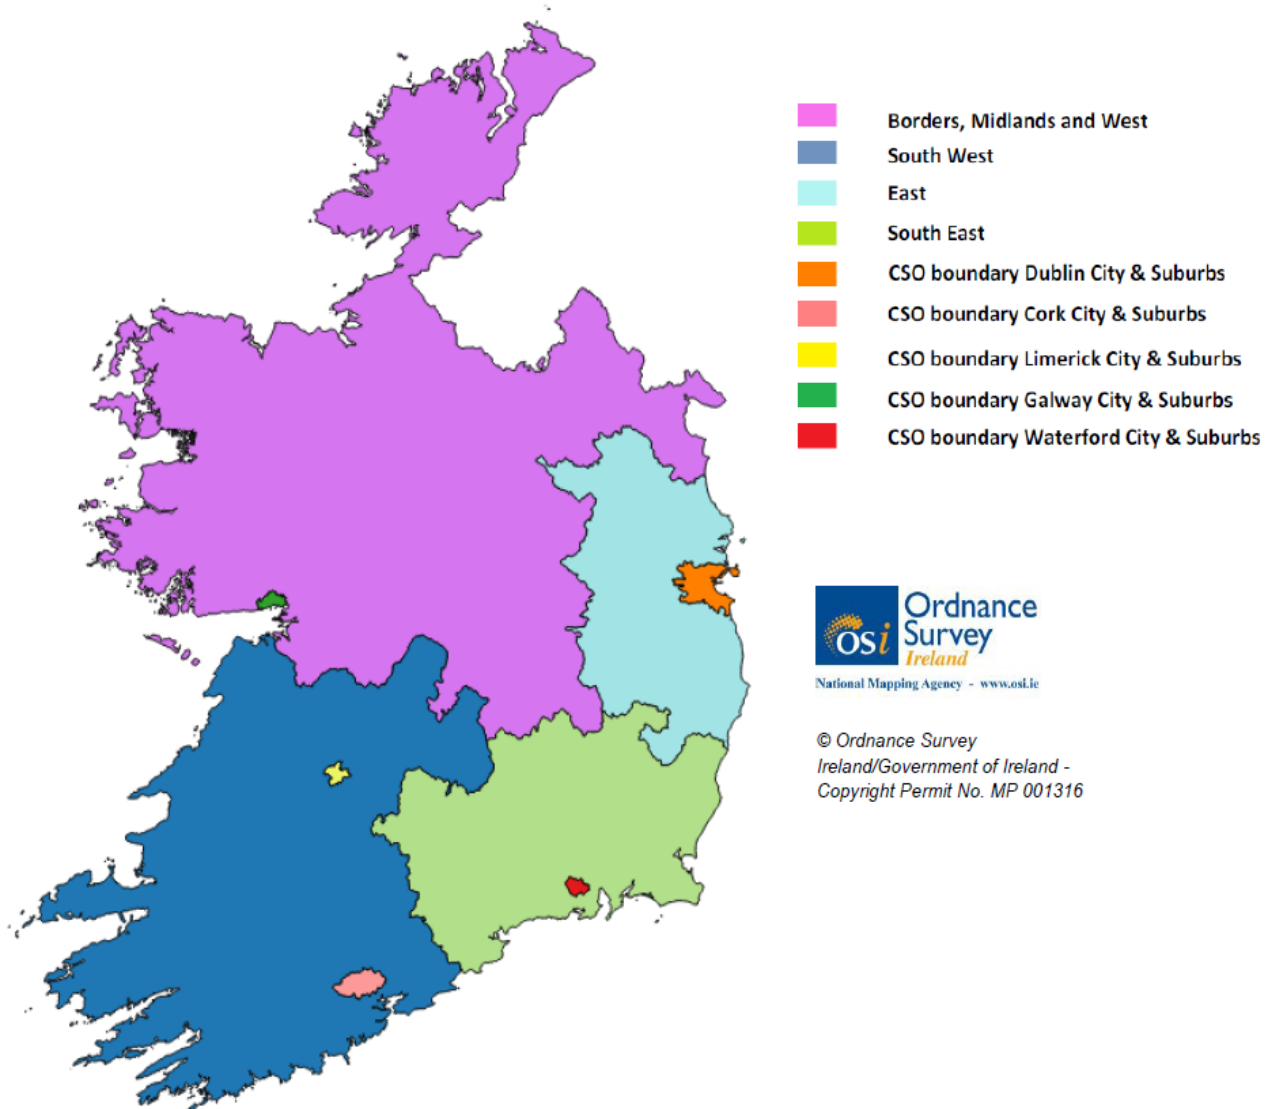 Borders, Midlands and West
South West
East
South East
CSO boundary Dublin City & Suburbs
CSO boundary Cork City & Suburbs
CSO boundary Limerick City & Suburbs
CSO boundary Galway City & Suburbs
CSO boundary Waterford City & Suburbs
osi
Ordnance
Survey
Ireland
National Mapping Agency - www.osi.ie
© Ordnance Survey
Ireland/Government of Ireland -
Copyright Permit No. MP 001316